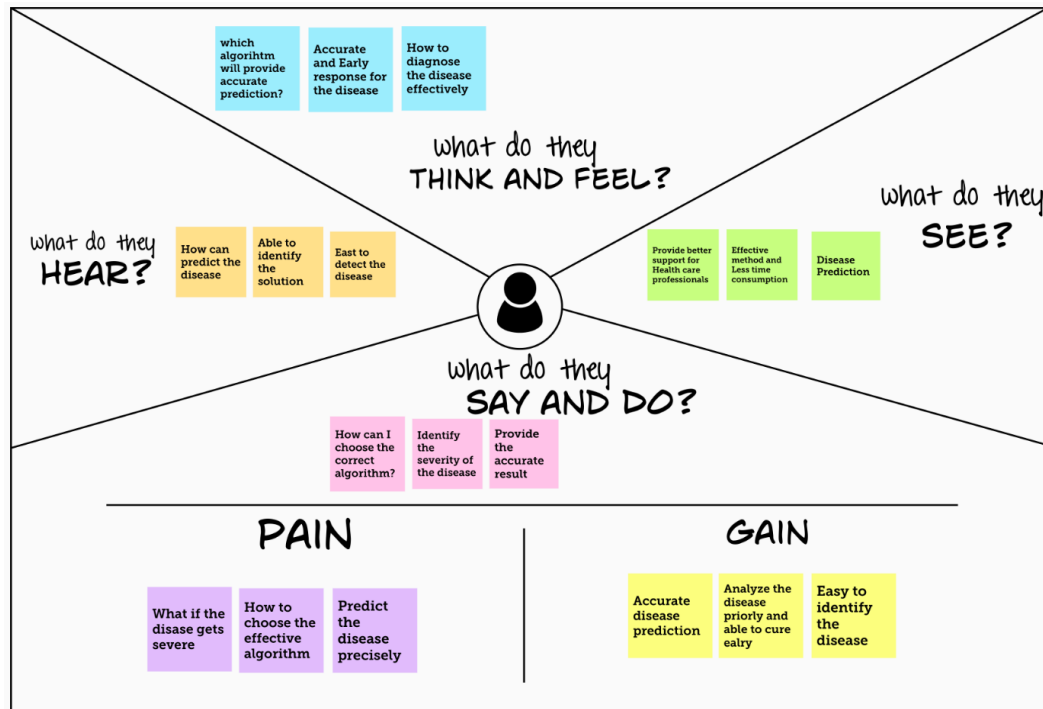 which
algorihtm
will provide
accurate
prediction?
Accurate
and Early
response for
the disease
How to
diagnose
the disease
effectively
what do they
THINK AND FEEL?
what do they
HEAR?
How can
predict the
disease
Able to
identify
the
solution
East to
detect the
disease
what do they
SEE?
Provide better
support for
Health care
professionals
Effective
method and
Less time
consumption
Disease
Prediction
what do they
SAY AND DO?
How can I
choose the
correct
algorithm?
Identify
the
severity of
the disease
Provide
the
accurate
result
PAIN
What if the
disase gets
severe
How to
choose the
effective
algorithm
Predict
the
disease
precisely
GAIN
Accurate
disease
prediction
Analyze the
disease
priorly and
able to cure
ealry
Easy to
identify
the
disease